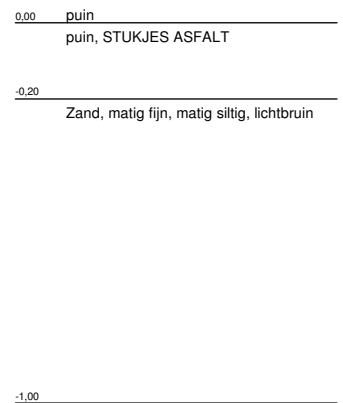 0,00 puin
puin, STUKJES ASFALT
-0,20
Zand, matig fijn, matig siltig, lichtbruin
-1,00